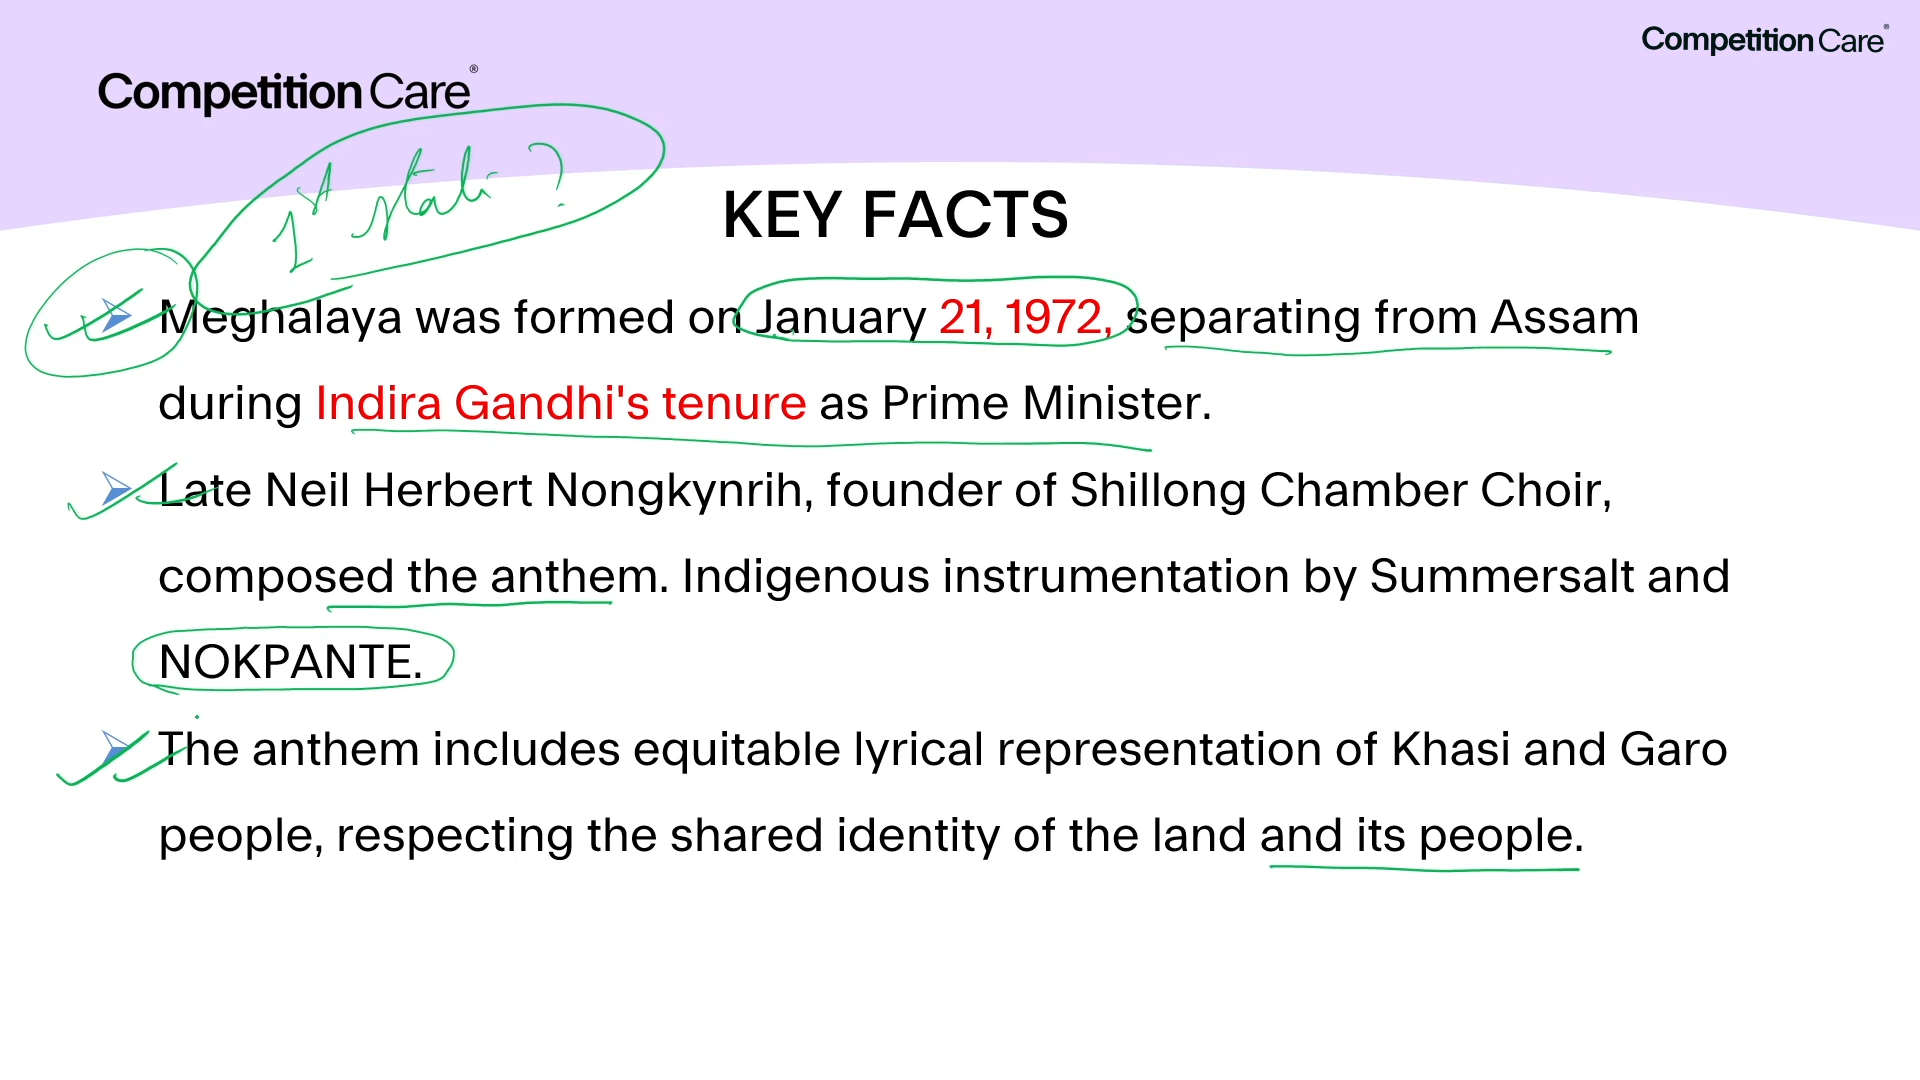 Competition Care®
Competition Care®
1st state ?
KEY FACTS
Meghalaya was formed on January 21, 1972, separating from Assam
during Indira Gandhi's tenure as Prime Minister.
Late Neil Herbert Nongkynrih, founder of Shillong Chamber Choir,
composed the anthem. Indigenous instrumentation by Summersalt and
NOKPANTE.
The anthem includes equitable lyrical representation of Khasi and Garo
people, respecting the shared identity of the land and its people.